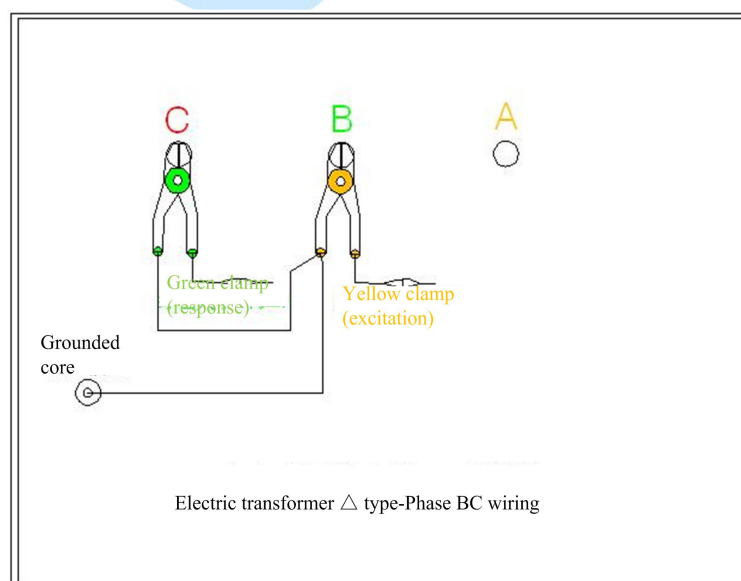 C B A
Green clamp
(response)
Yellow clamp
(excitation)
Grounded
core
Electric transformer △ type-Phase BC wiring